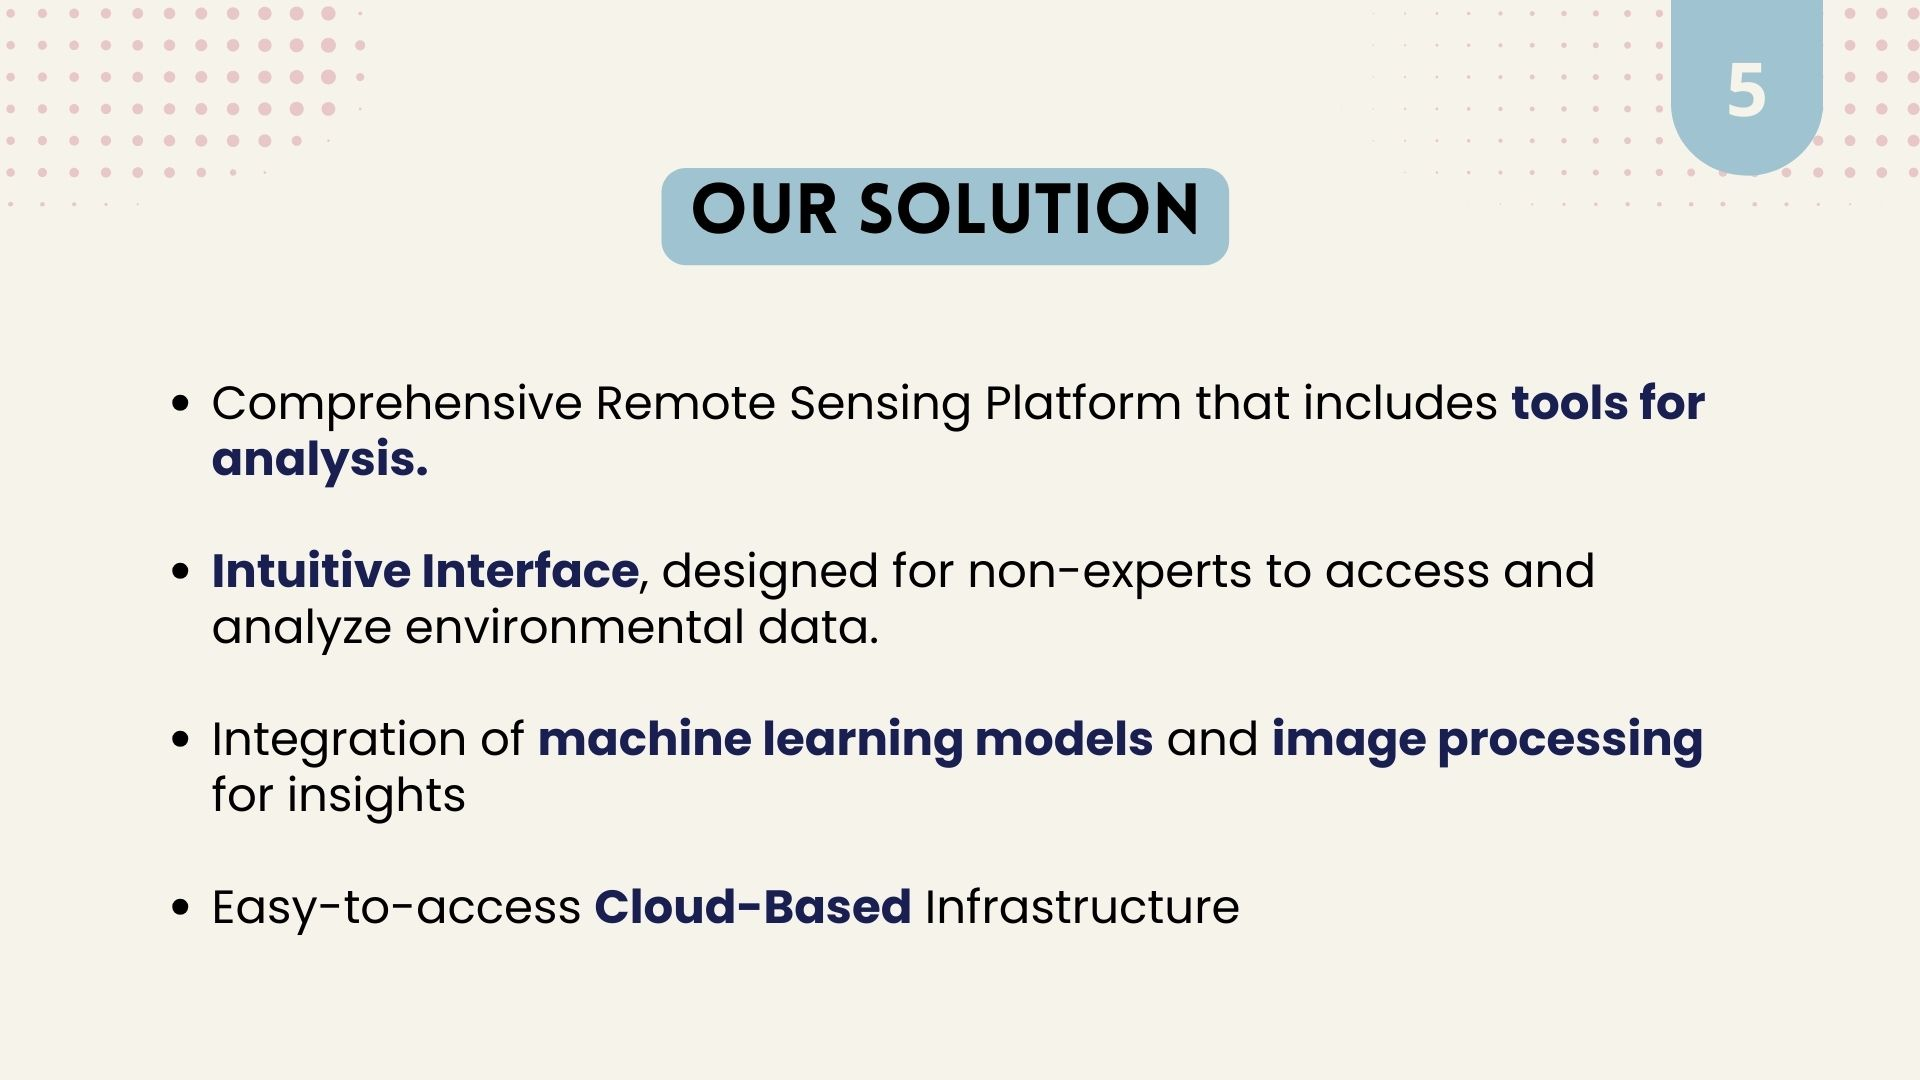 5
OUR SOLUTION
• Comprehensive Remote Sensing Platform that includes tools for
analysis.
• Intuitive Interface, designed for non-experts to access and
analyze environmental data.
• Integration of machine learning models and image processing
for insights
• Easy-to-access Cloud-Based Infrastructure